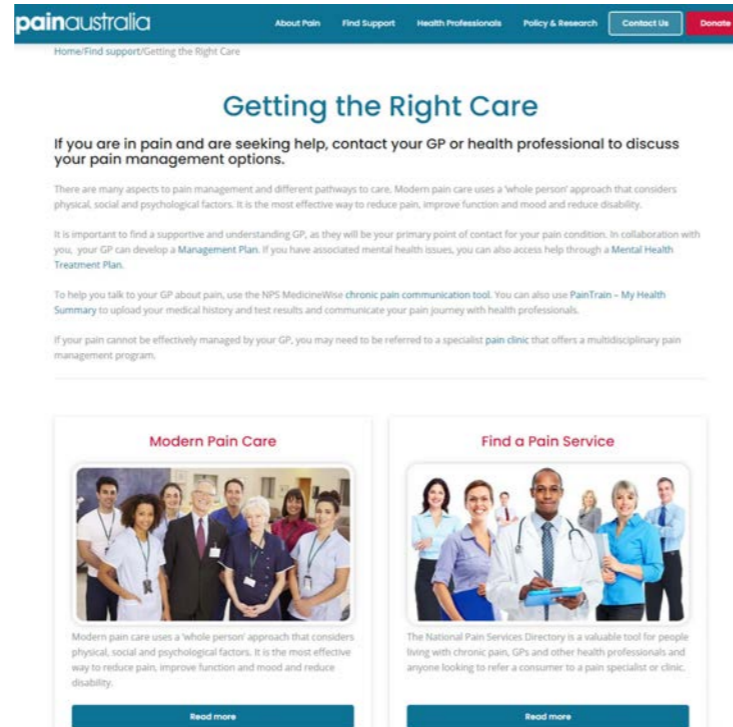 painaustralia
About Pain
Find Support
Health Professionals
Policy & Research
Contact Us
Donate
Home/Find support/Getting the Right Care
Getting the Right Care
If you are in pain and are seeking help, contact your GP or health professional to discuss
your pain management options.
There are many aspects to pain management and different pathways to care. Modern pain care uses a 'whole person' approach that considers
physical, social and psychological factors. It is the most effective way to reduce pain, improve function and mood and reduce disability.
It is important to find a supportive and understanding GP, as they will be your primary point of contact for your pain condition. In collaboration with
you, your GP can develop a Management Plan. If you have associated mental health issues, you can also access help through a Mental Health
Treatment Plan.
To help you talk to your GP about pain, use the NPS MedicineWise chronic pain communication tool. You can also use PainTrain – My Health
Summary to upload your medical history and test results and communicate your pain journey with health professionals.
If your pain cannot be effectively managed by your GP, you may need to be referred to a specialist pain clinic that offers a multidisciplinary pain
management program.
Modern Pain Care
Modern pain care uses a 'whole person' approach that considers
physical, social and psychological factors. It is the most effective
way to reduce pain, improve function and mood and reduce
disability.
Read more
Find a Pain Service
The National Pain Services Directory is a valuable tool for people
living with chronic pain, GPs and other health professionals and
anyone looking to refer a consumer to a pain specialist or clinic.
Read more